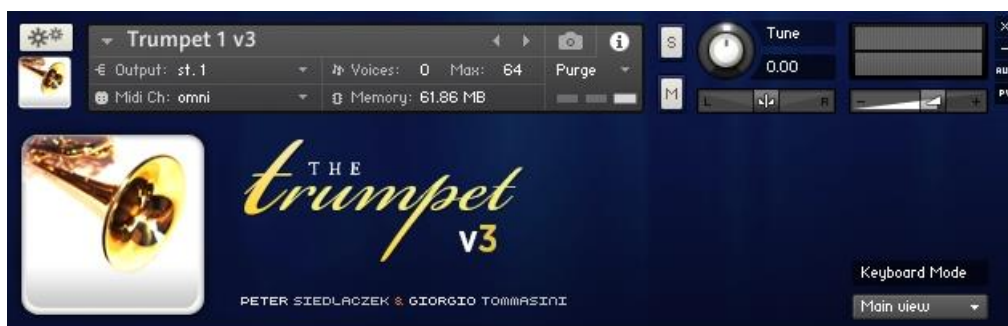 Trumpet 1 v3
S
Tune
Output: st.1
Voices: 0 Max: 64
Purge
0.00
Midi Ch: omni
Memory: 61.86 MB
M
L R
- +
THE
trumpet
v3
Keyboard Mode
PETER SIEDLACZEK & GIORGIO TOMMASINI
Main view